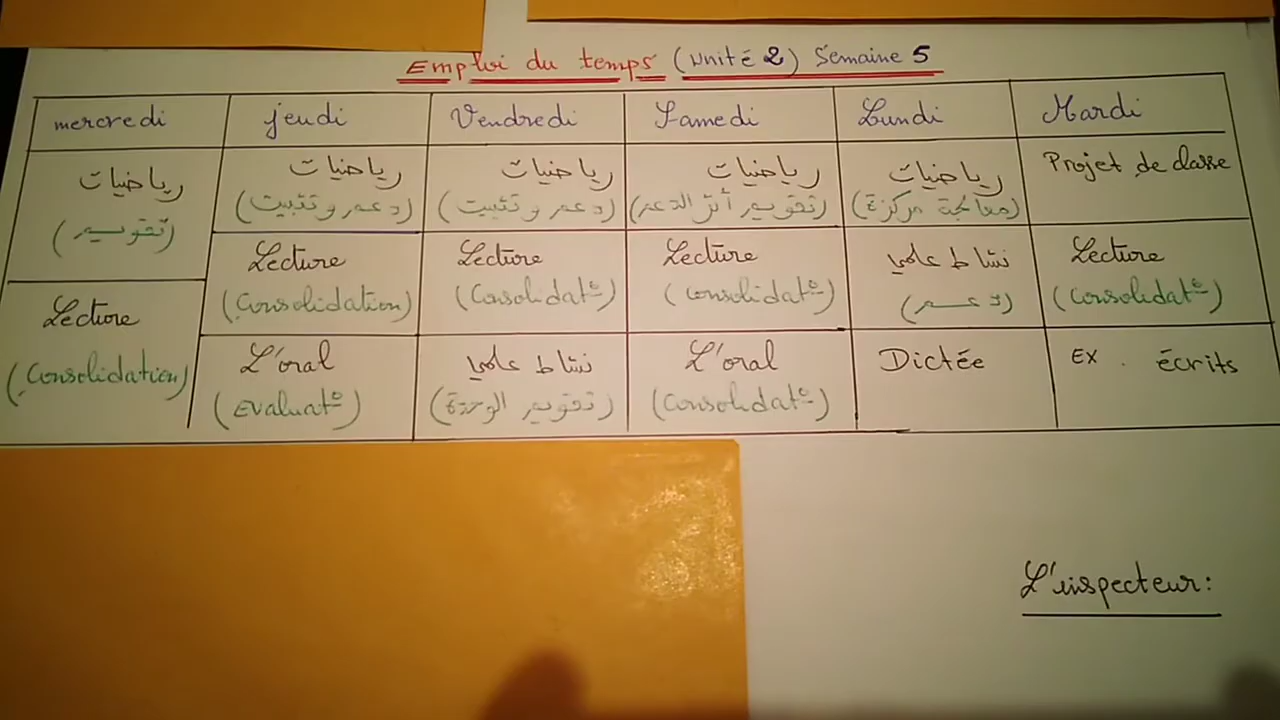 Emploi du temps (Unité 2) Semaine 5
mercredi jeudi Vendredi Samedi Lundi Mardi
رياضيات
(تقويم)
رياضيات
(دعم و تثبيت)
رياضيات
(دعم و تثبيت)
رياضيات
(تقويم أثر الدعم)
رياضيات
(معالجة مركزة)
Projet de classe
Lecture
(Consolidation)
Lecture
(Consolidation)
Lecture
(Consolidat°)
Lecture
(Consolidat°)
نشاط علمي
(دعم)
Lecture
(Consolidat°)
L'oral
(Evaluat°)
نشاط علمي
(تقويم الوحدة)
L'oral
(Consolidat°)
Dictée
Ex . écrits
L'inspecteur: